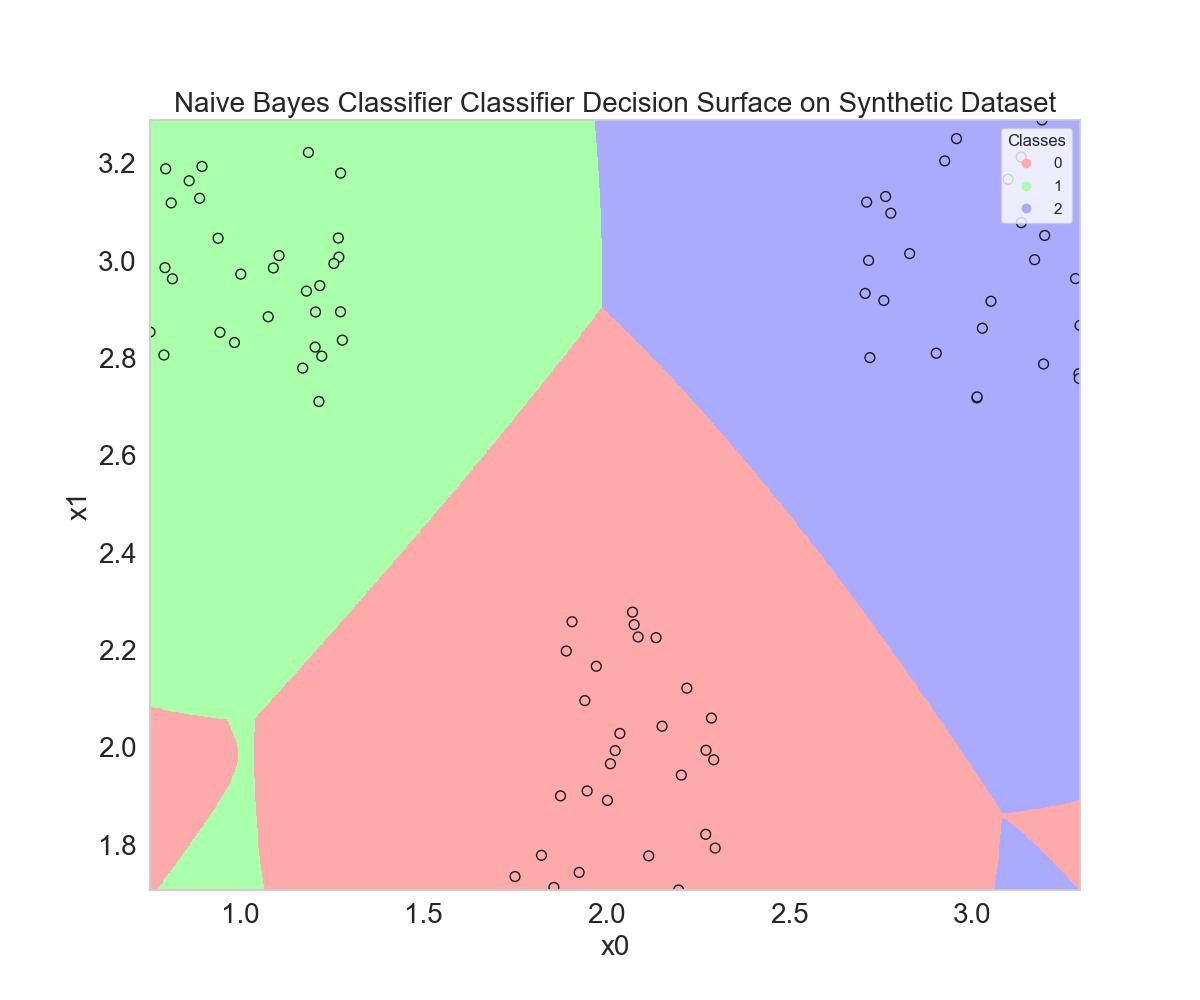 Naive Bayes Classifier Classifier Decision Surface on Synthetic Dataset
Classes
0
1
2
3.2
3.0
2.8
2.6
2.4
2.2
2.0
1.8
x1
1.0 1.5 2.0 2.5 3.0
x0